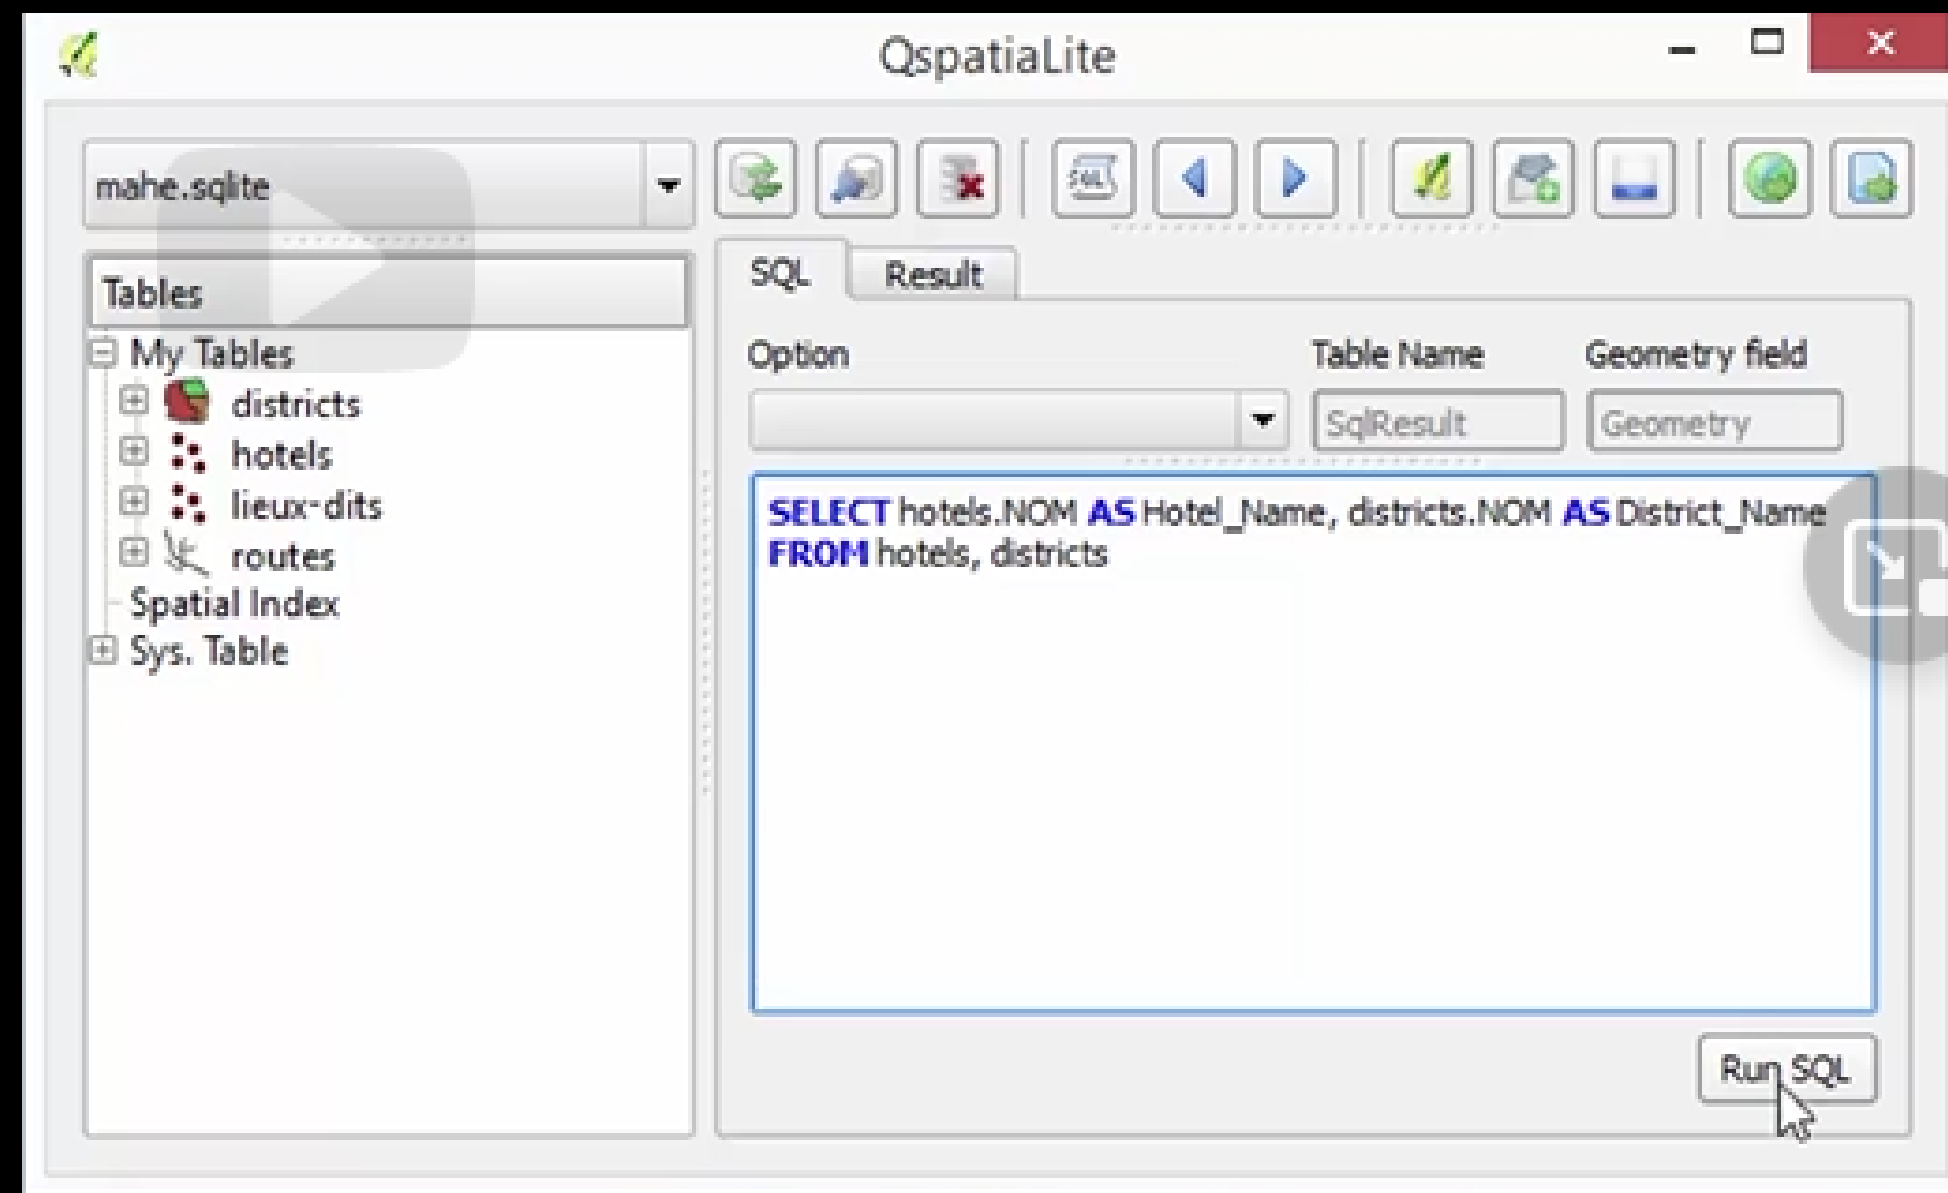 QspatiaLite
mahe.sqlite
SQL
Tables
My Tables
districts
hotels
lieux-dits
routes
Spatial Index
Sys. Table
SQL
Result
Option
Table Name
Geometry field
SqlResult
Geometry
SELECT hotels.NOM AS Hotel_Name, districts.NOM AS District_Name
FROM hotels, districts
Run SQL